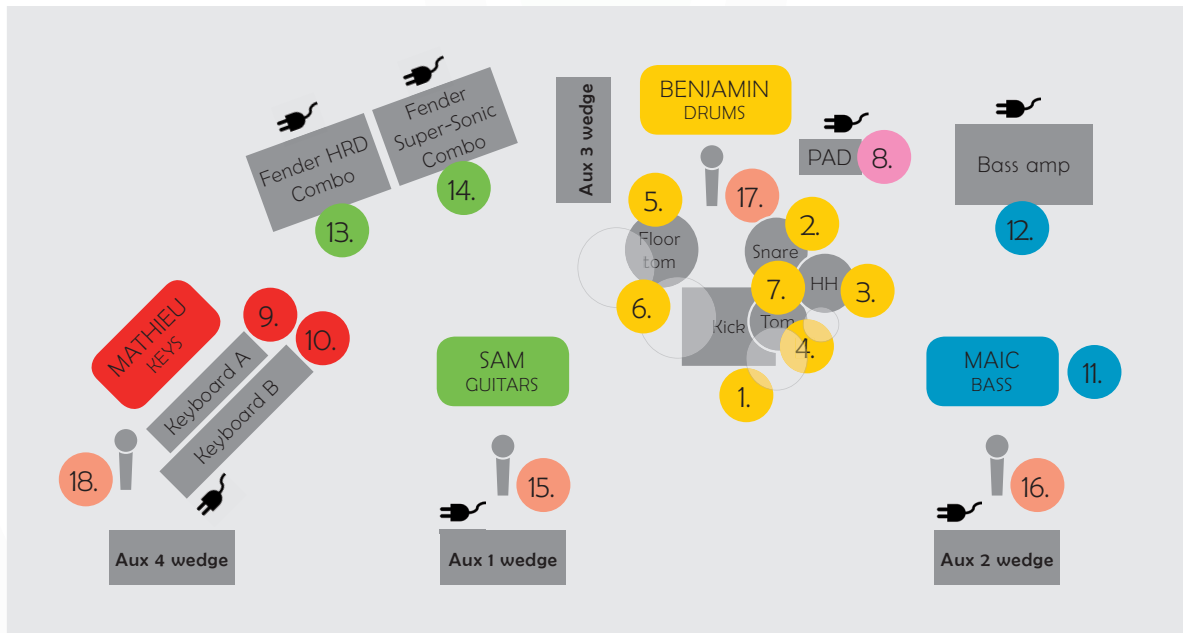 Fender HRD
Combo
13.
Fender
Super-Sonic
Combo
14.
Aux 3 wedge
BENJAMIN
DRUMS
17.
PAD
8.
Bass amp
12.
5.
Floor
tom
6.
2.
Snare
7.
HH
3.
Kick
Tom
4.
1.
MATHIEU
KEYS
9.
10.
Keyboard A
Keyboard B
SAM
GUITARS
MAIC
BASS
11.
18.
15.
16.
Aux 4 wedge
Aux 1 wedge
Aux 2 wedge